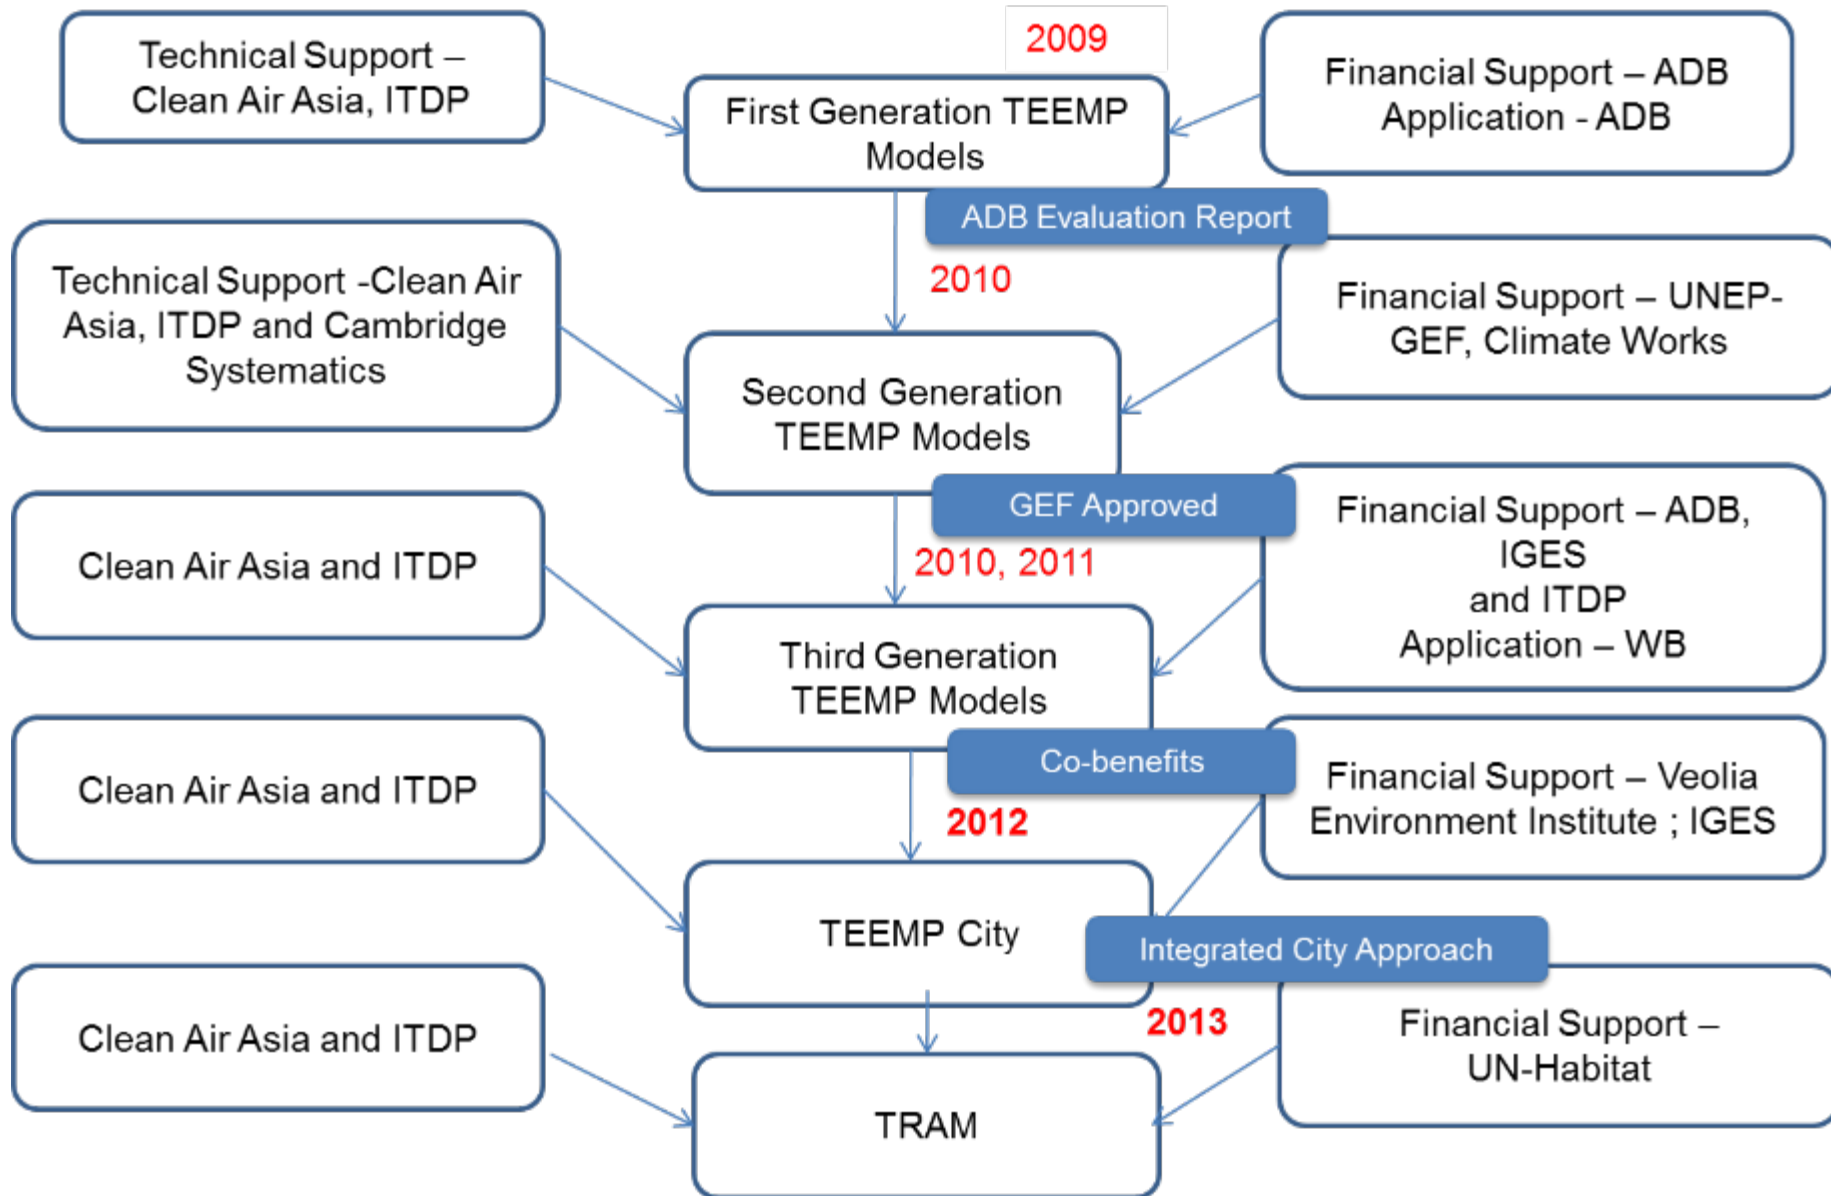 2009
Technical Support –
Clean Air Asia, ITDP
First Generation TEEMP
Models
Financial Support – ADB
Application - ADB
ADB Evaluation Report
2010
Technical Support -Clean Air
Asia, ITDP and Cambridge
Systematics
Second Generation
TEEMP Models
Financial Support – UNEP-
GEF, Climate Works
GEF Approved
2010, 2011
Clean Air Asia and ITDP
Third Generation
TEEMP Models
Financial Support – ADB,
IGES
and ITDP
Application – WB
Co-benefits
2012
Clean Air Asia and ITDP
TEEMP City
Financial Support – Veolia
Environment Institute ; IGES
Integrated City Approach
2013
Clean Air Asia and ITDP
TRAM
Financial Support –
UN-Habitat